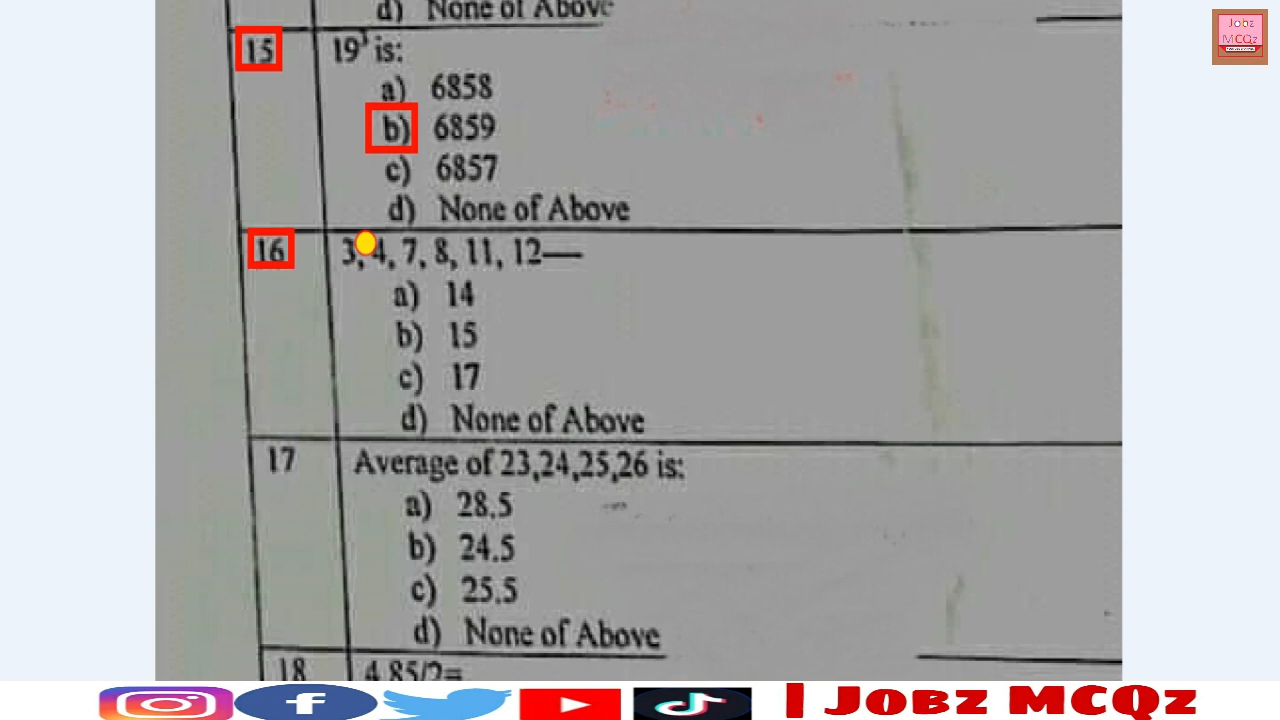 d) None of Above
Jobz
MCQz
15 19³ is:
a) 6858
b) 6859
c) 6857
d) None of Above
16 3, 4, 7, 8, 11, 12—
a) 14
b) 15
c) 17
d) None of Above
17 Average of 23,24,25,26 is:
a) 28.5
b) 24.5
c) 25.5
d) None of Above
18 4.85/2=
| Jobz MCQz